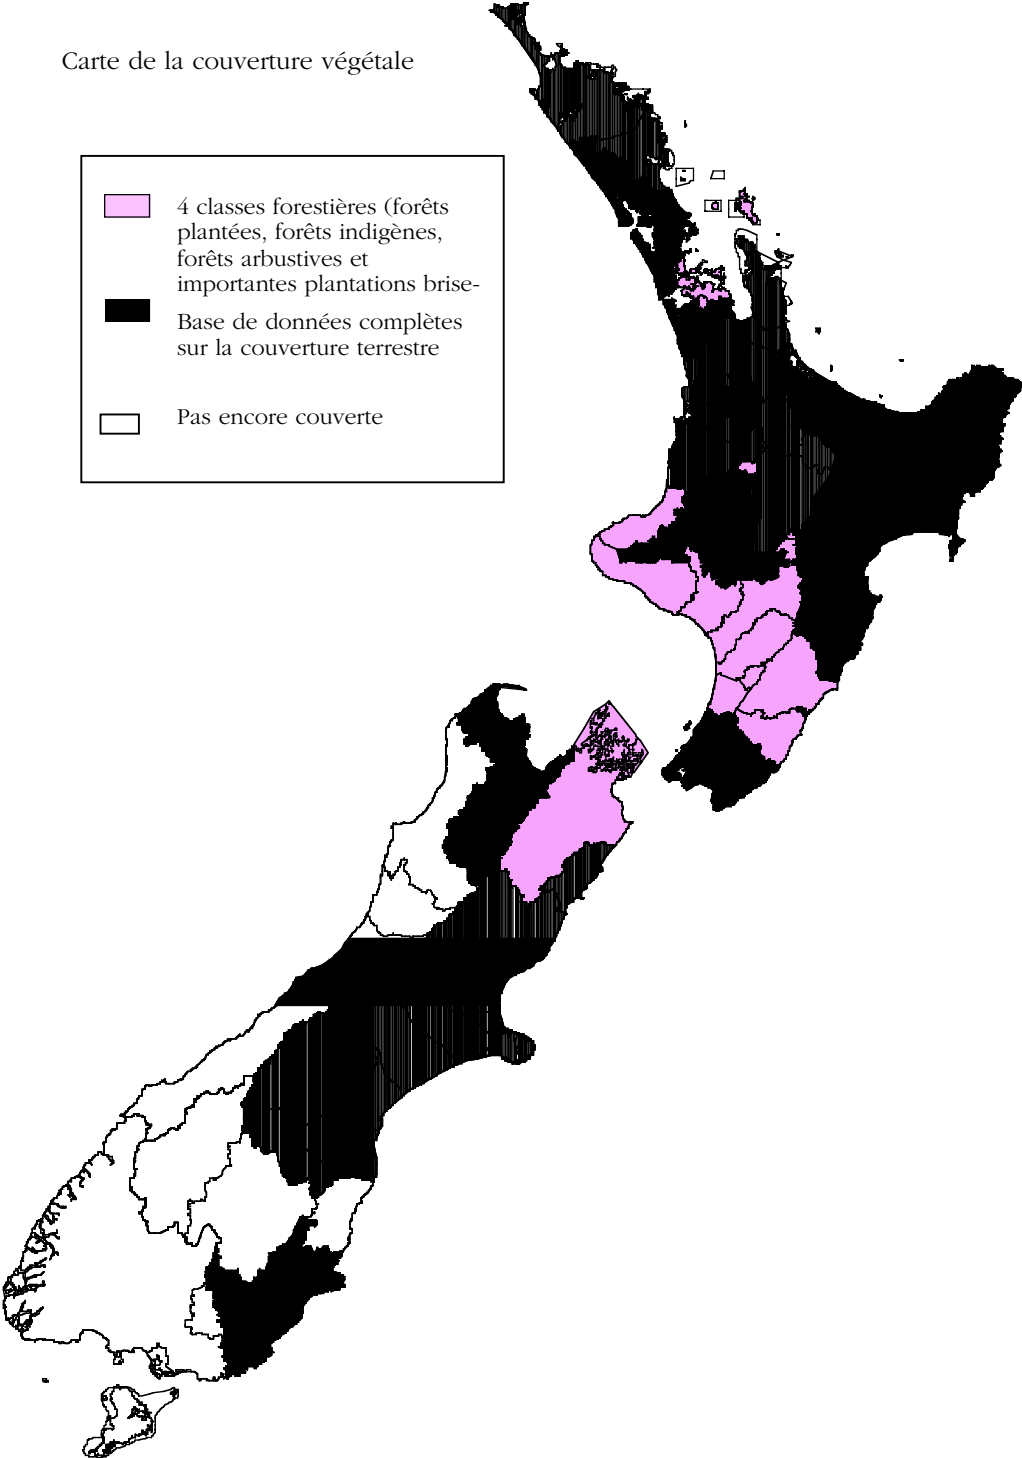 Carte de la couverture végétale
4 classes forestières (forêts
plantées, forêts indigènes,
forêts arbustives et
importantes plantations brise-
Base de données complètes
sur la couverture terrestre
Pas encore couverte